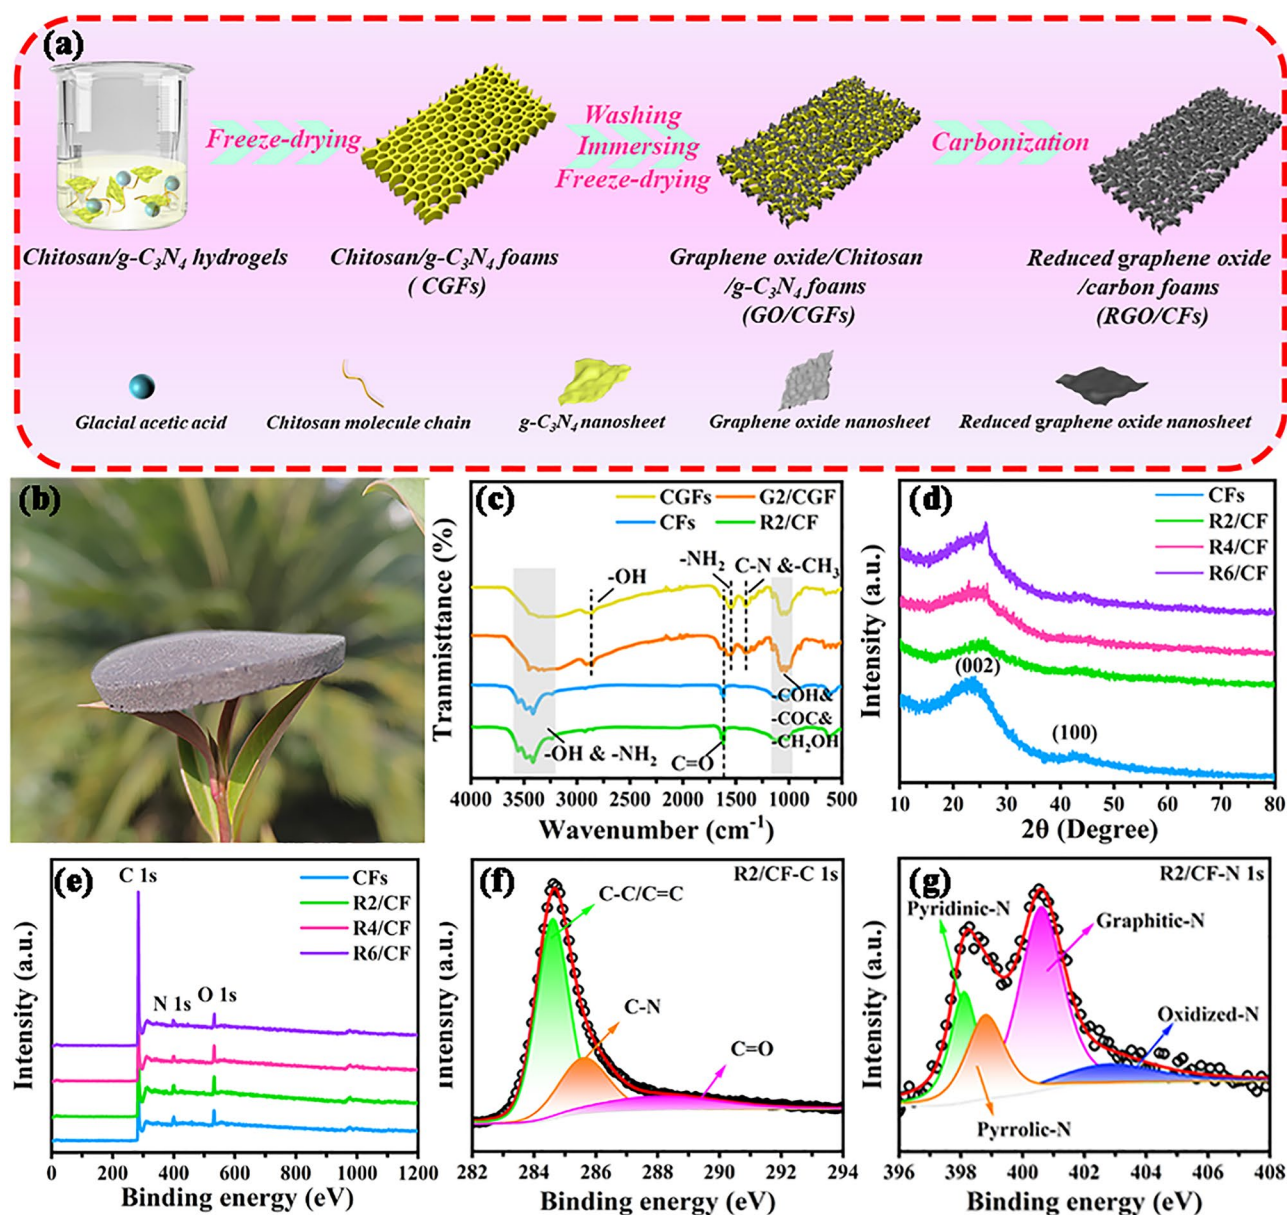 (a)
Freeze-drying
Washing
Immersing
Freeze-drying
Carbonization
Chitosan/g-C₃N₄ hydrogels
Chitosan/g-C₃N₄ foams
( CGFs)
Graphene oxide/Chitosan
/g-C₃N₄ foams
(GO/CGFs)
Reduced graphene oxide
/carbon foams
(RGO/CFs)
Glacial acetic acid
Chitosan molecule chain
g-C₃N₄ nanosheet
Graphene oxide nanosheet
Reduced graphene oxide nanosheet
(b)
(c)
CGFs
G2/CGF
CFs
R2/CF
-OH
-NH₂
C-N &-CH₃
-COH&
-COC&
-CH₂OH
-OH & -NH₂
C=O
Tranmisttance (%)
4000 3500 3000 2500 2000 1500 1000 500
Wavenumber (cm⁻¹)
(d)
CFs
R2/CF
R4/CF
R6/CF
(002)
(100)
Intensity (a.u.)
10 20 30 40 50 60 70 80
2θ (Degree)
(e)
C 1s
CFs
R2/CF
R4/CF
R6/CF
N 1s
O 1s
Intensity (a.u.)
0 200 400 600 800 1000 1200
Binding energy (eV)
(f)
R2/CF-C 1s
C-C/C=C
C-N
C=O
Intensity (a.u.)
282 284 286 288 290 292 294
Binding energy (eV)
(g)
R2/CF-N 1s
Pyridinic-N
Graphitic-N
Oxidized-N
Pyrrolic-N
Intensity (a.u.)
396 398 400 402 404 406 408
Binding energy (eV)